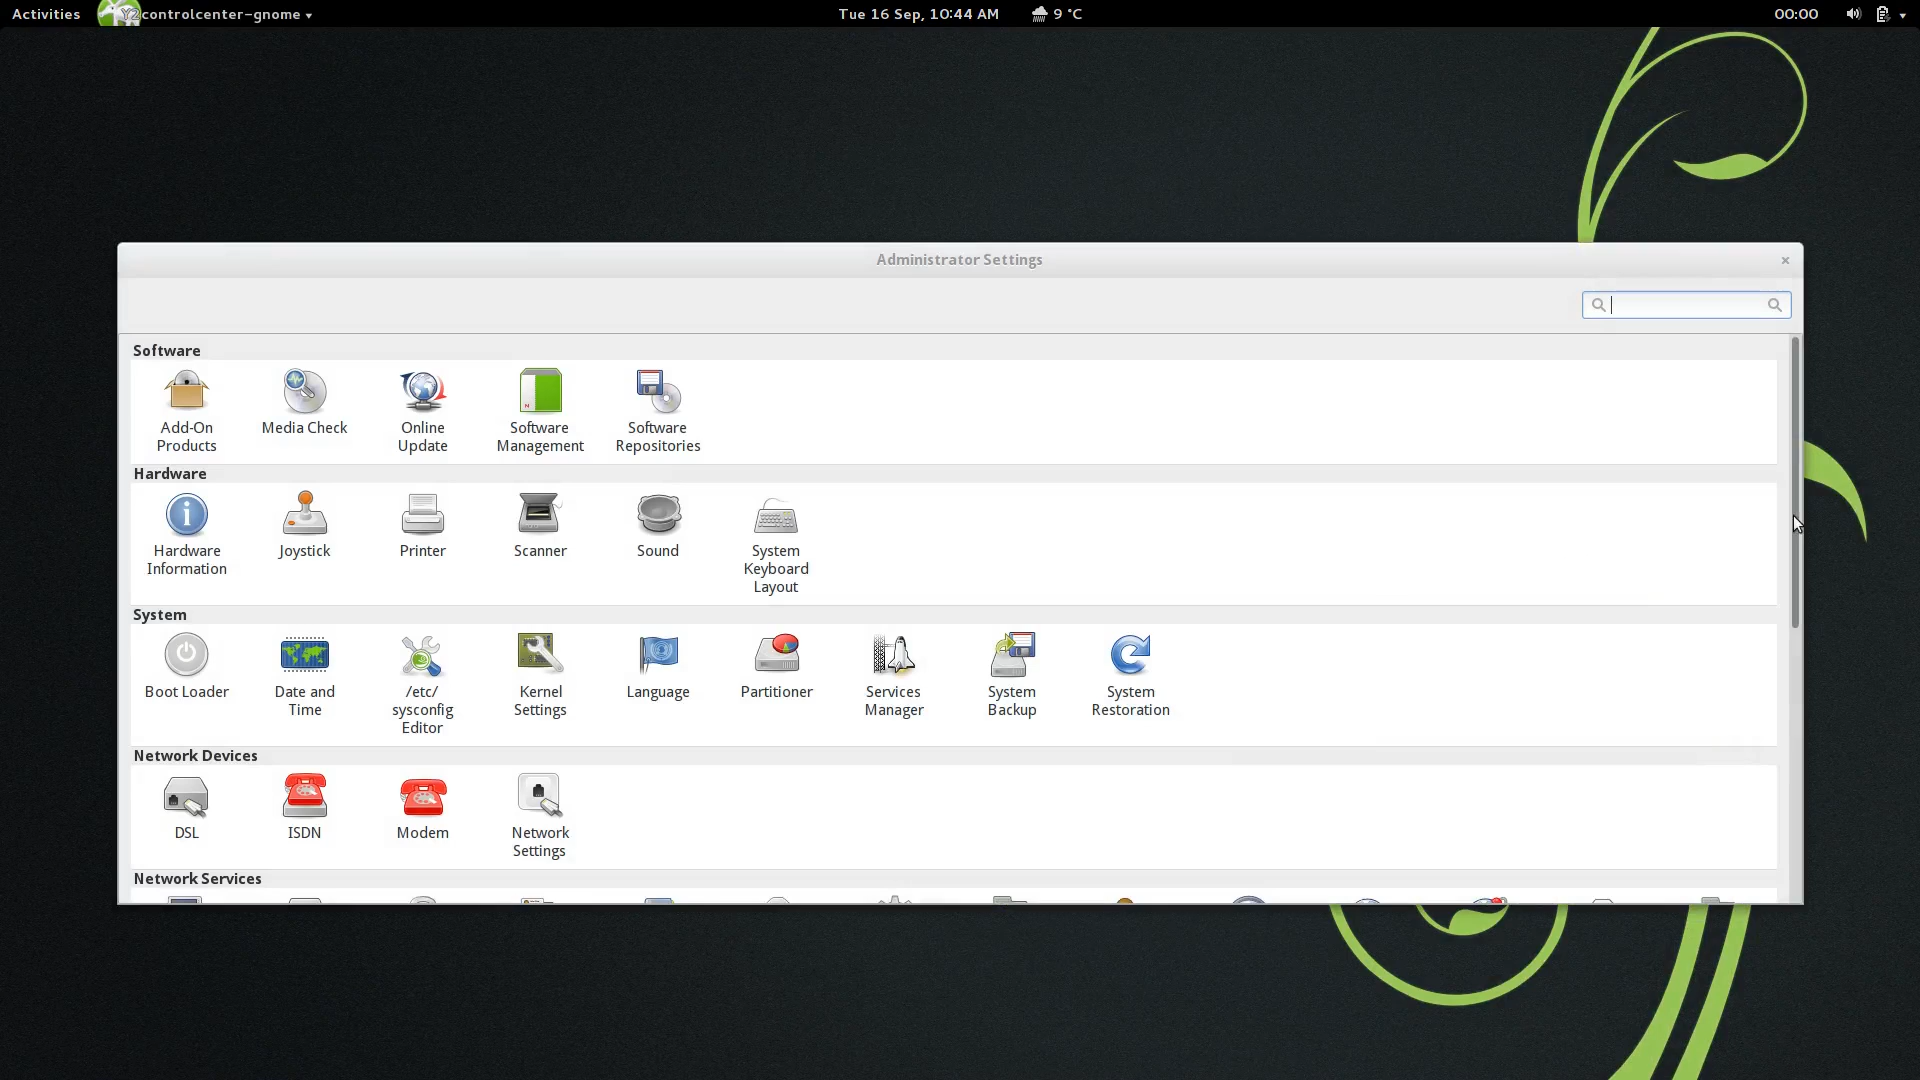 Activities
Y2controlcenter-gnome
Tue 16 Sep, 10:44 AM
9 °C
00:00
Administrator Settings
Software
Add-On Products
Media Check
Online Update
Software Management
Software Repositories
Hardware
Hardware Information
Joystick
Printer
Scanner
Sound
System Keyboard Layout
System
Boot Loader
Date and Time
/etc/sysconfig Editor
Kernel Settings
Language
Partitioner
Services Manager
System Backup
System Restoration
Network Devices
DSL
ISDN
Modem
Network Settings
Network Services